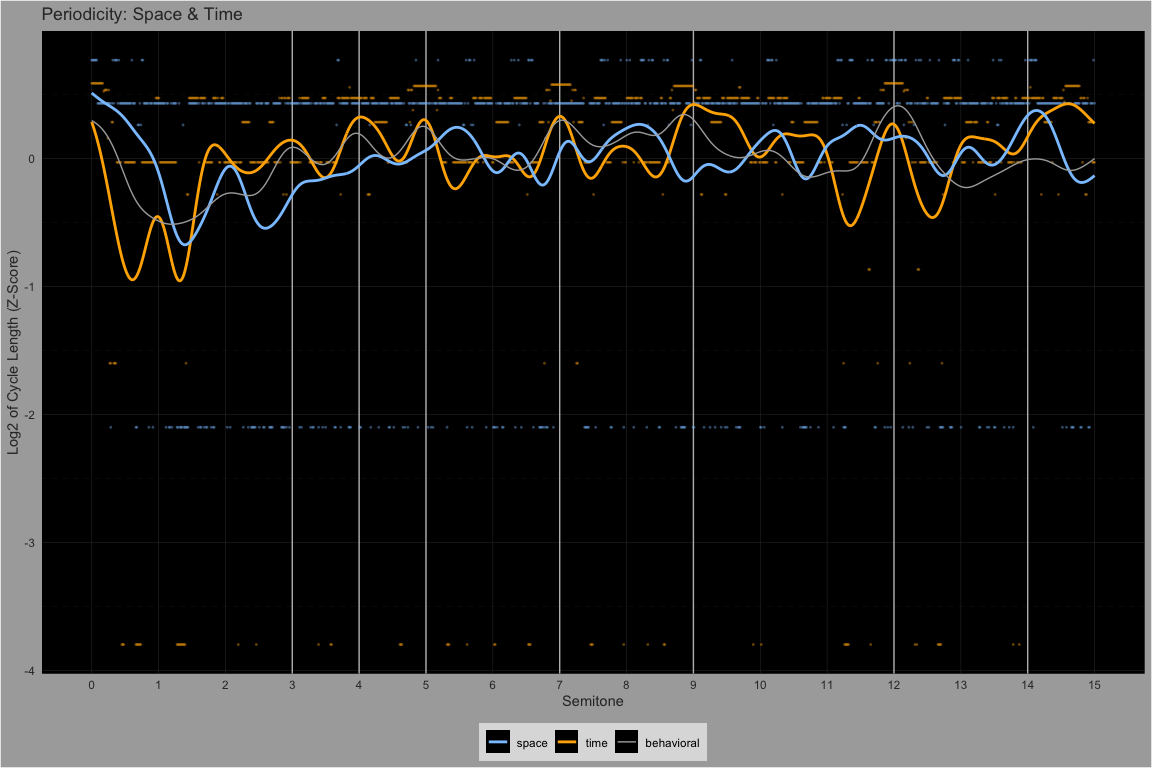 Periodicity: Space & Time
Log2 of Cycle Length (Z-Score)
0
-1
-2
-3
-4
0 1 2 3 4 5 6 7 8 9 10 11 12 13 14 15
Semitone
space time behavioral